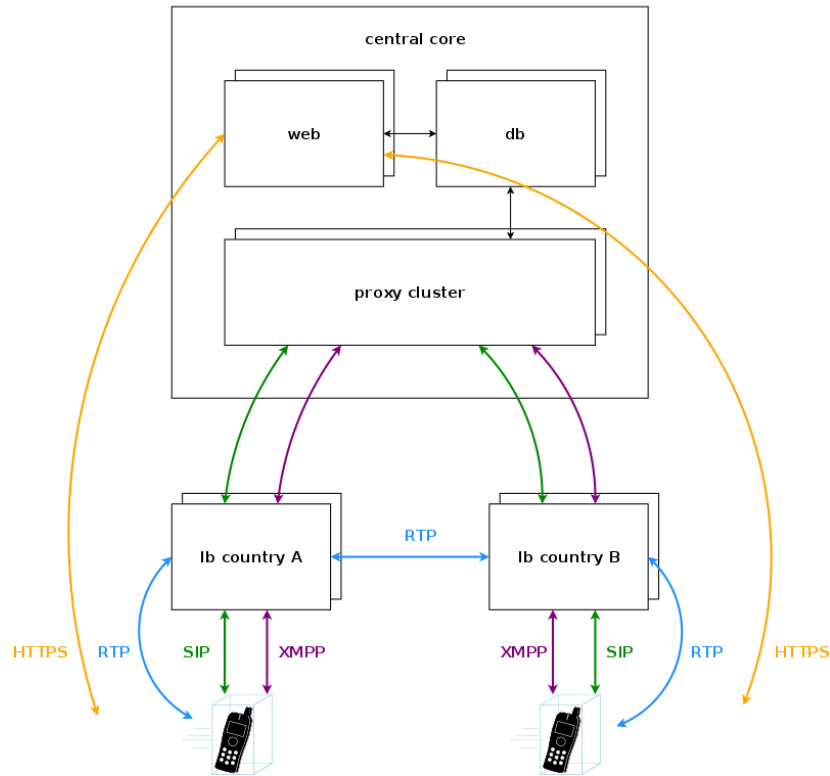 central core
web
db
proxy cluster
lb country A
RTP
lb country B
HTTPS
RTP
SIP
XMPP
XMPP
SIP
RTP
HTTPS